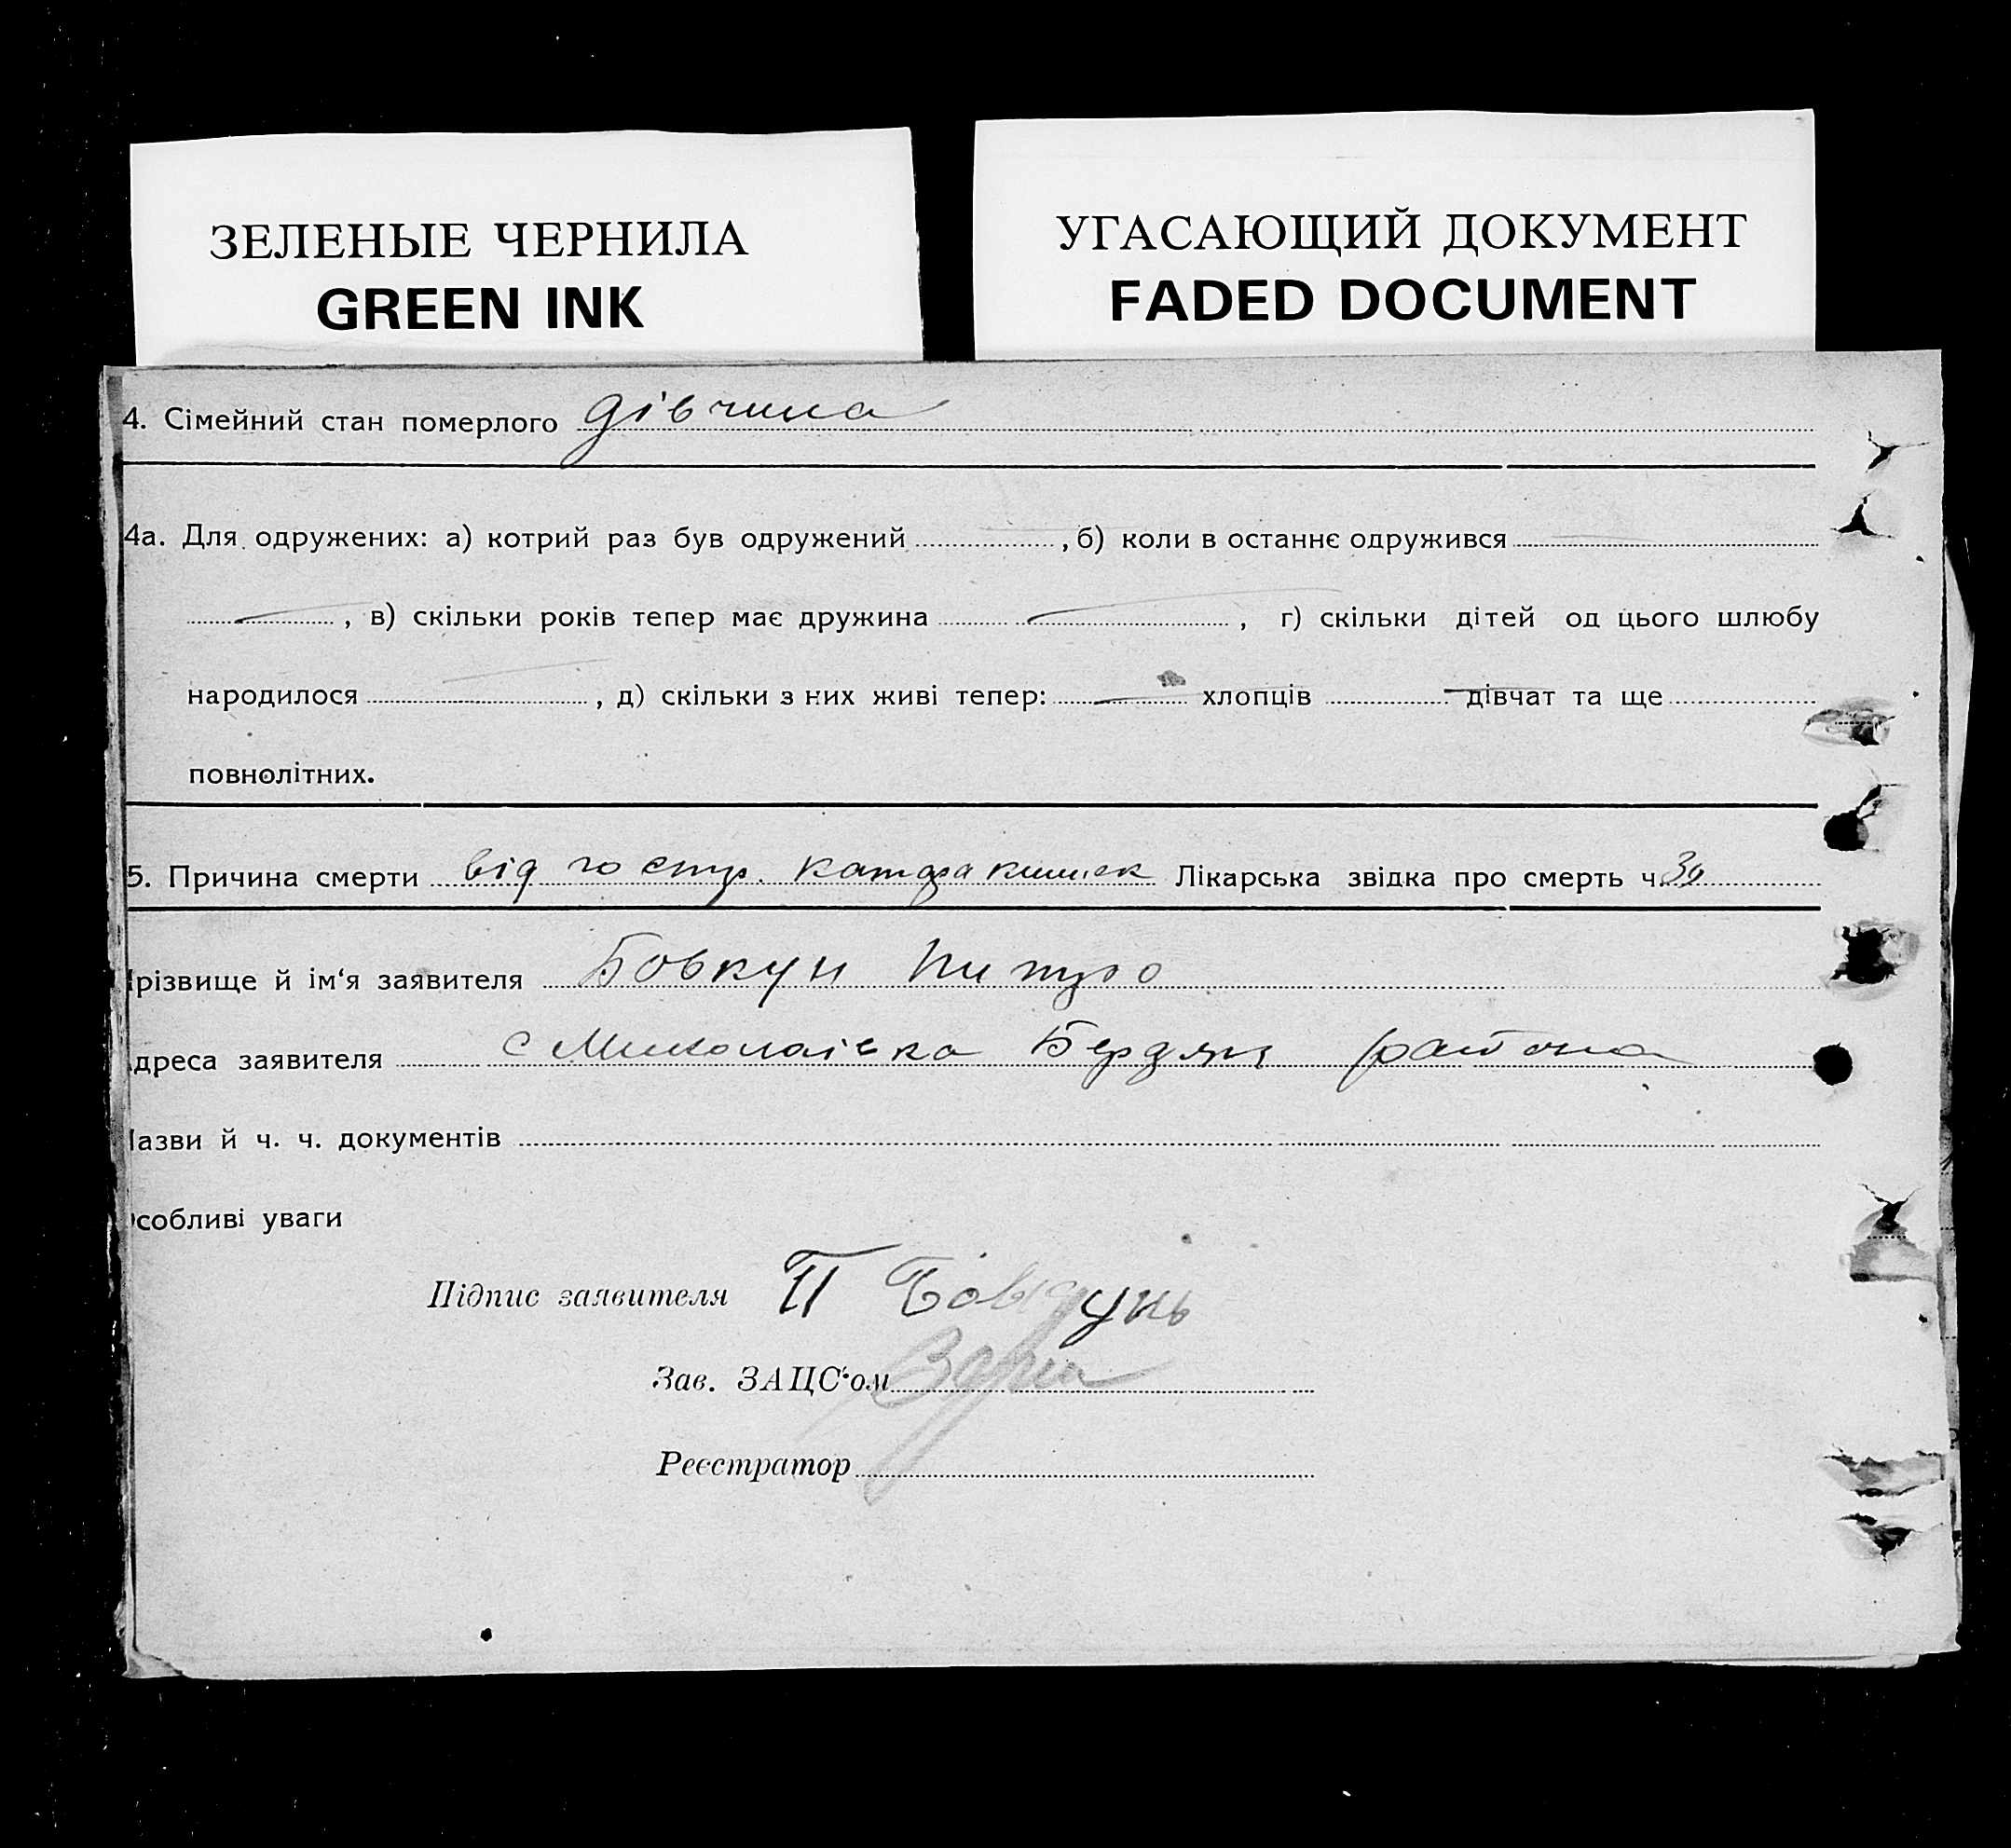 ЗЕЛЕНЫЕ ЧЕРНИЛА
GREEN INK
УГАСАЮЩИЙ ДОКУМЕНТ
FADED DOCUMENT
4. Сімейний стан померлого дівчина
4а. Для одружених: а) котрий раз був одружений , б) коли в останнє одружився
, в) скільки років тепер має дружина , г) скільки дітей од цього шлюбу
народилося , д) скільки з них живі тепер: хлопців дівчат та ще
повнолітних.
5. Причина смерти від гостр. катара кишек Лікарська звідка про смерть ч. 30
різвище й ім'я заявителя Бовкун Питро
дреса заявителя с Миколаівка Бердян района
азви й ч. ч. документів
собливі уваги
Підпис заявителя П Бовкунь
Зав. ЗАЦС'ом
Реєстратор